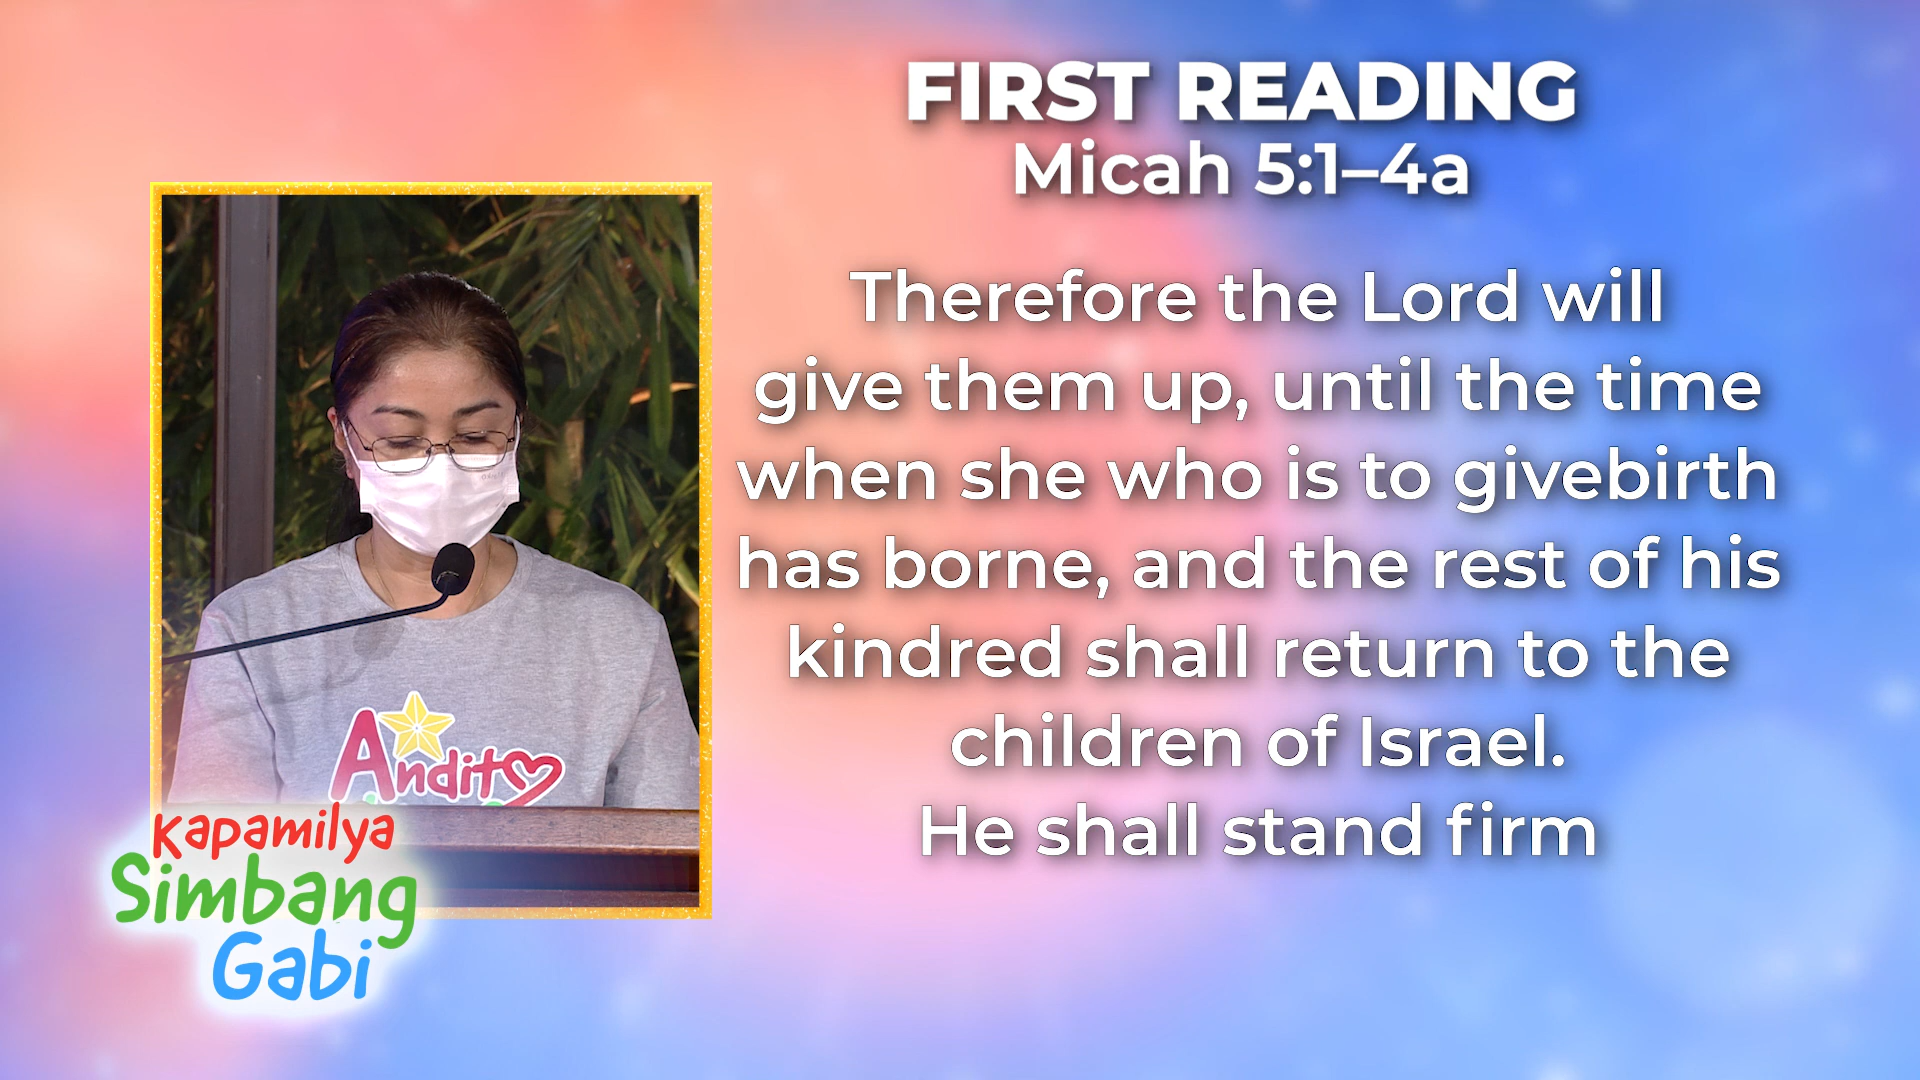 FIRST READING
Micah 5:1–4a
Therefore the Lord will
give them up, until the time
when she who is to givebirth
has borne, and the rest of his
kindred shall return to the
children of Israel.
He shall stand firm
Andito
Kapamilya
Simbang
Gabi